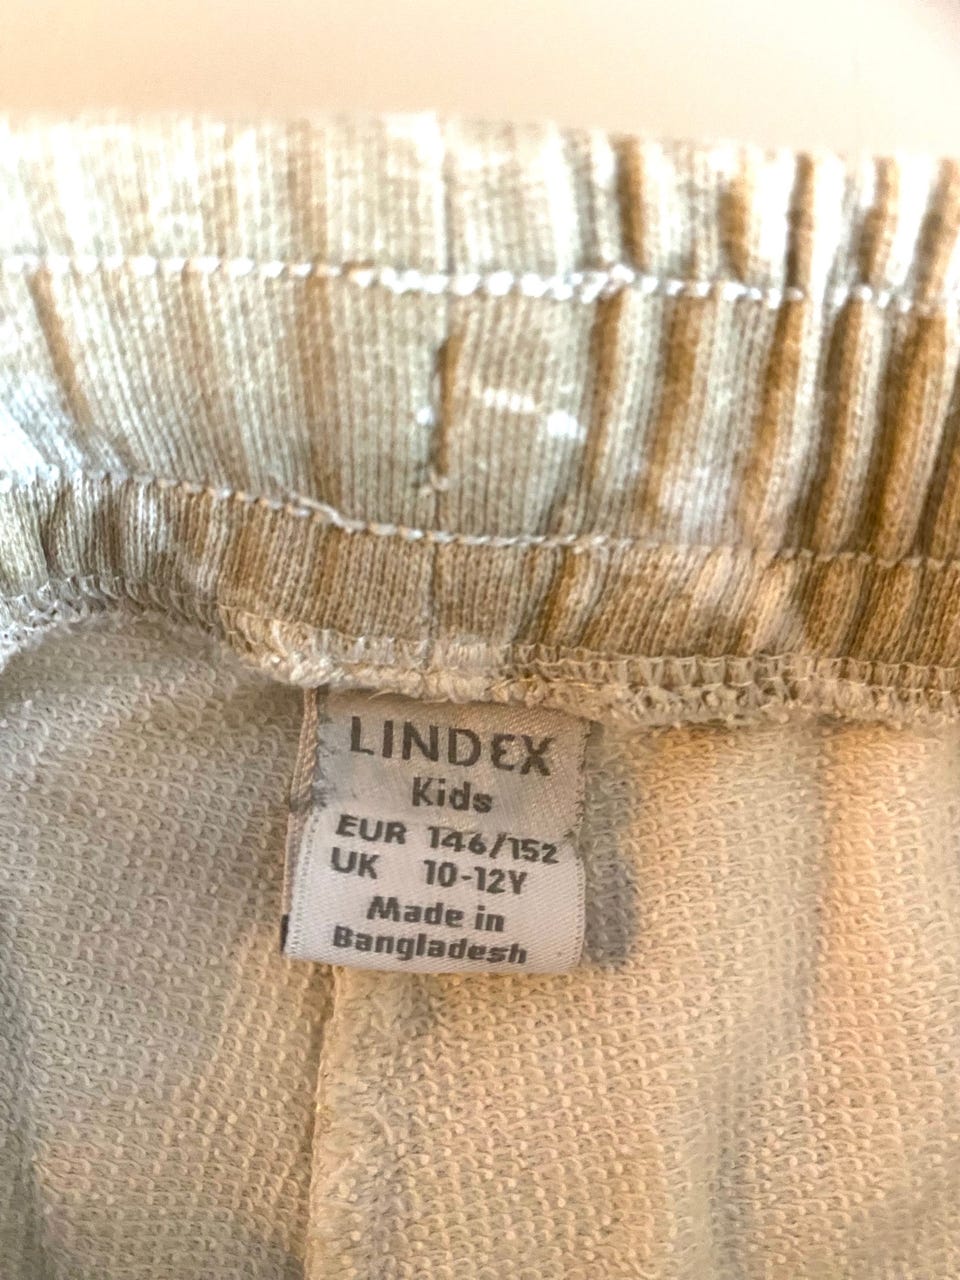 LINDEX
Kids
EUR 146/152
UK 10-12Y
Made in
Bangladesh